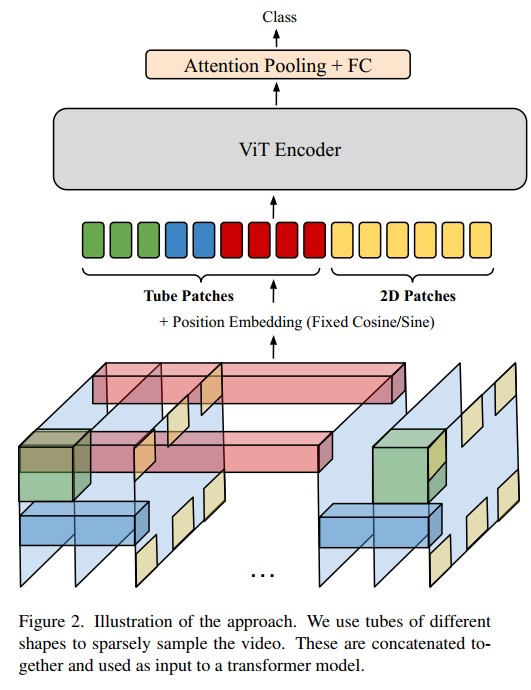 Class
Attention Pooling + FC
ViT Encoder
Tube Patches
2D Patches
+ Position Embedding (Fixed Cosine/Sine)
...
Figure 2. Illustration of the approach. We use tubes of different
shapes to sparsely sample the video. These are concatenated to-
gether and used as input to a transformer model.